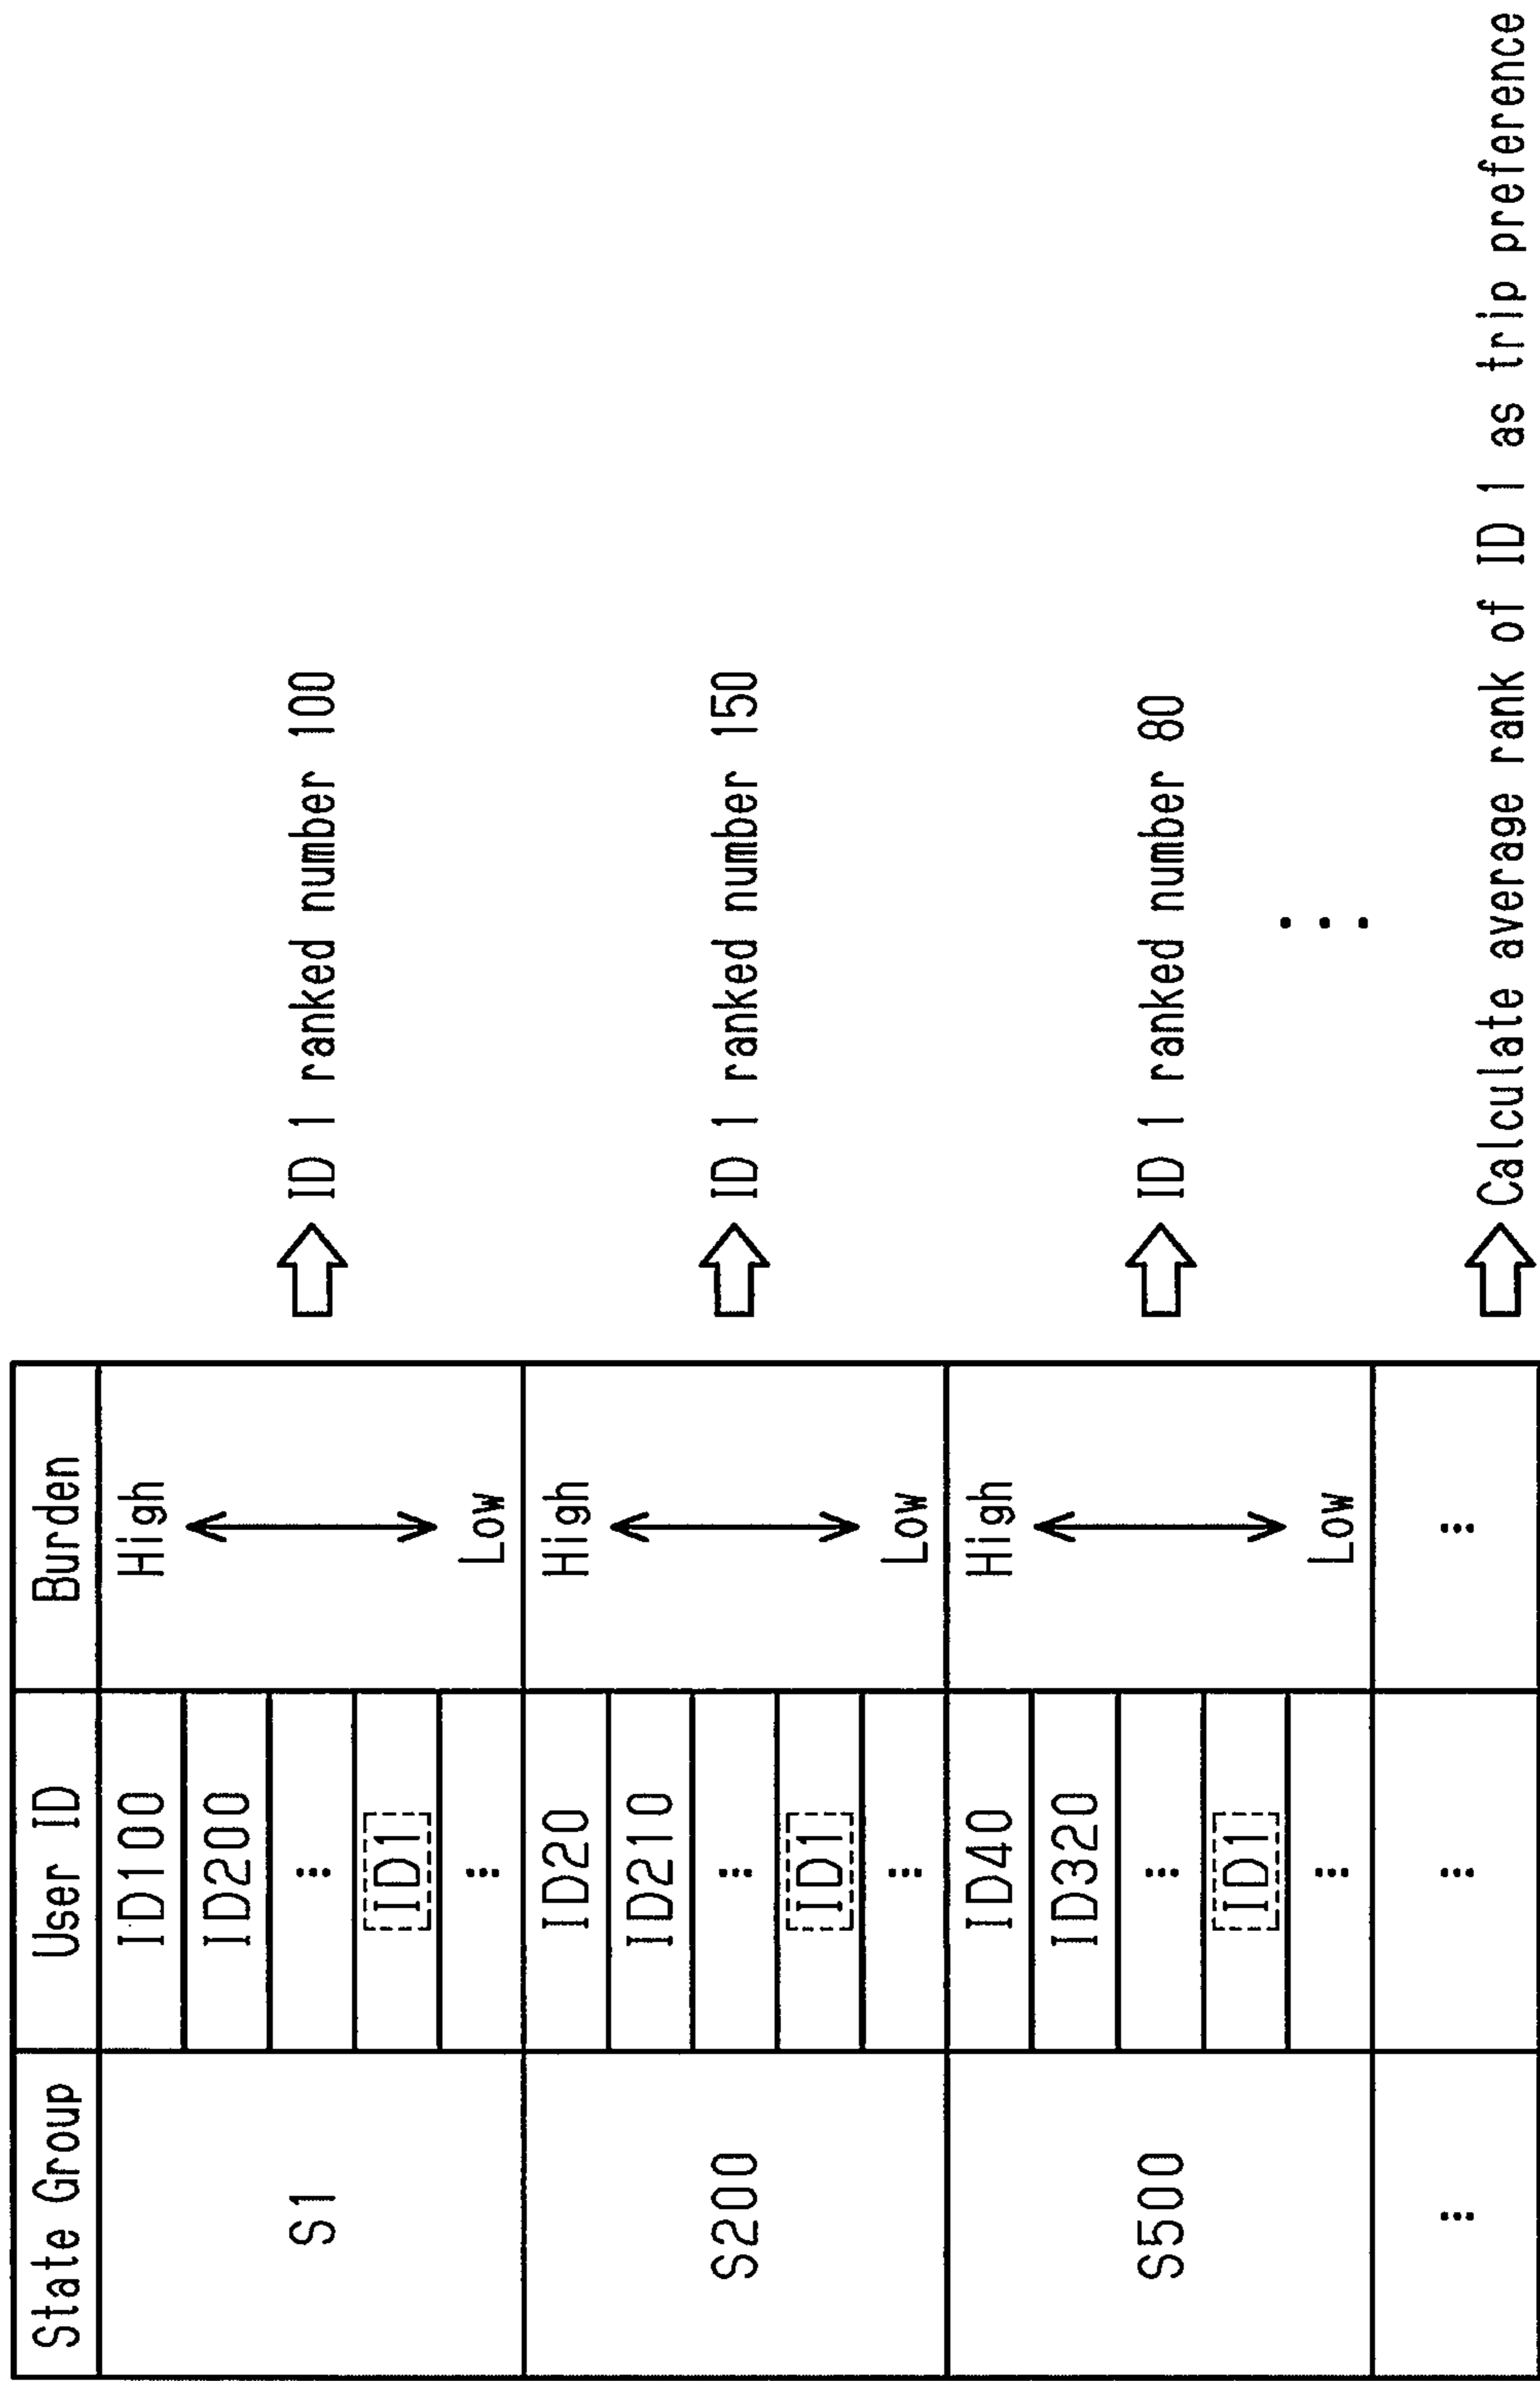 State Group User ID Burden
S1
ID100
ID200
⋮
ID1
⋮
High
Low
ID 1 ranked number 100
S200
ID20
ID210
⋮
ID1
⋮
High
Low
ID 1 ranked number 150
S500
ID40
ID320
⋮
ID1
⋮
High
Low
ID 1 ranked number 80
⋮ ⋮ ⋮
...
Calculate average rank of ID 1 as trip preference